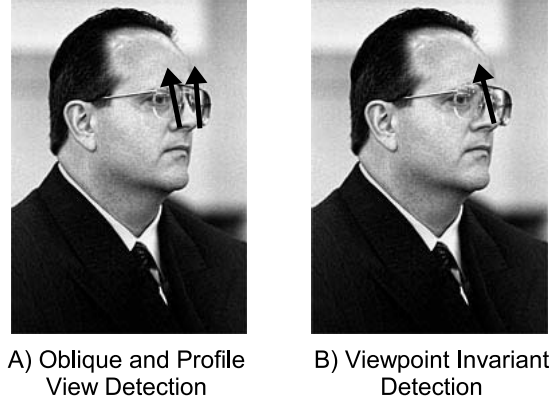 A) Oblique and Profile
View Detection
B) Viewpoint Invariant
Detection